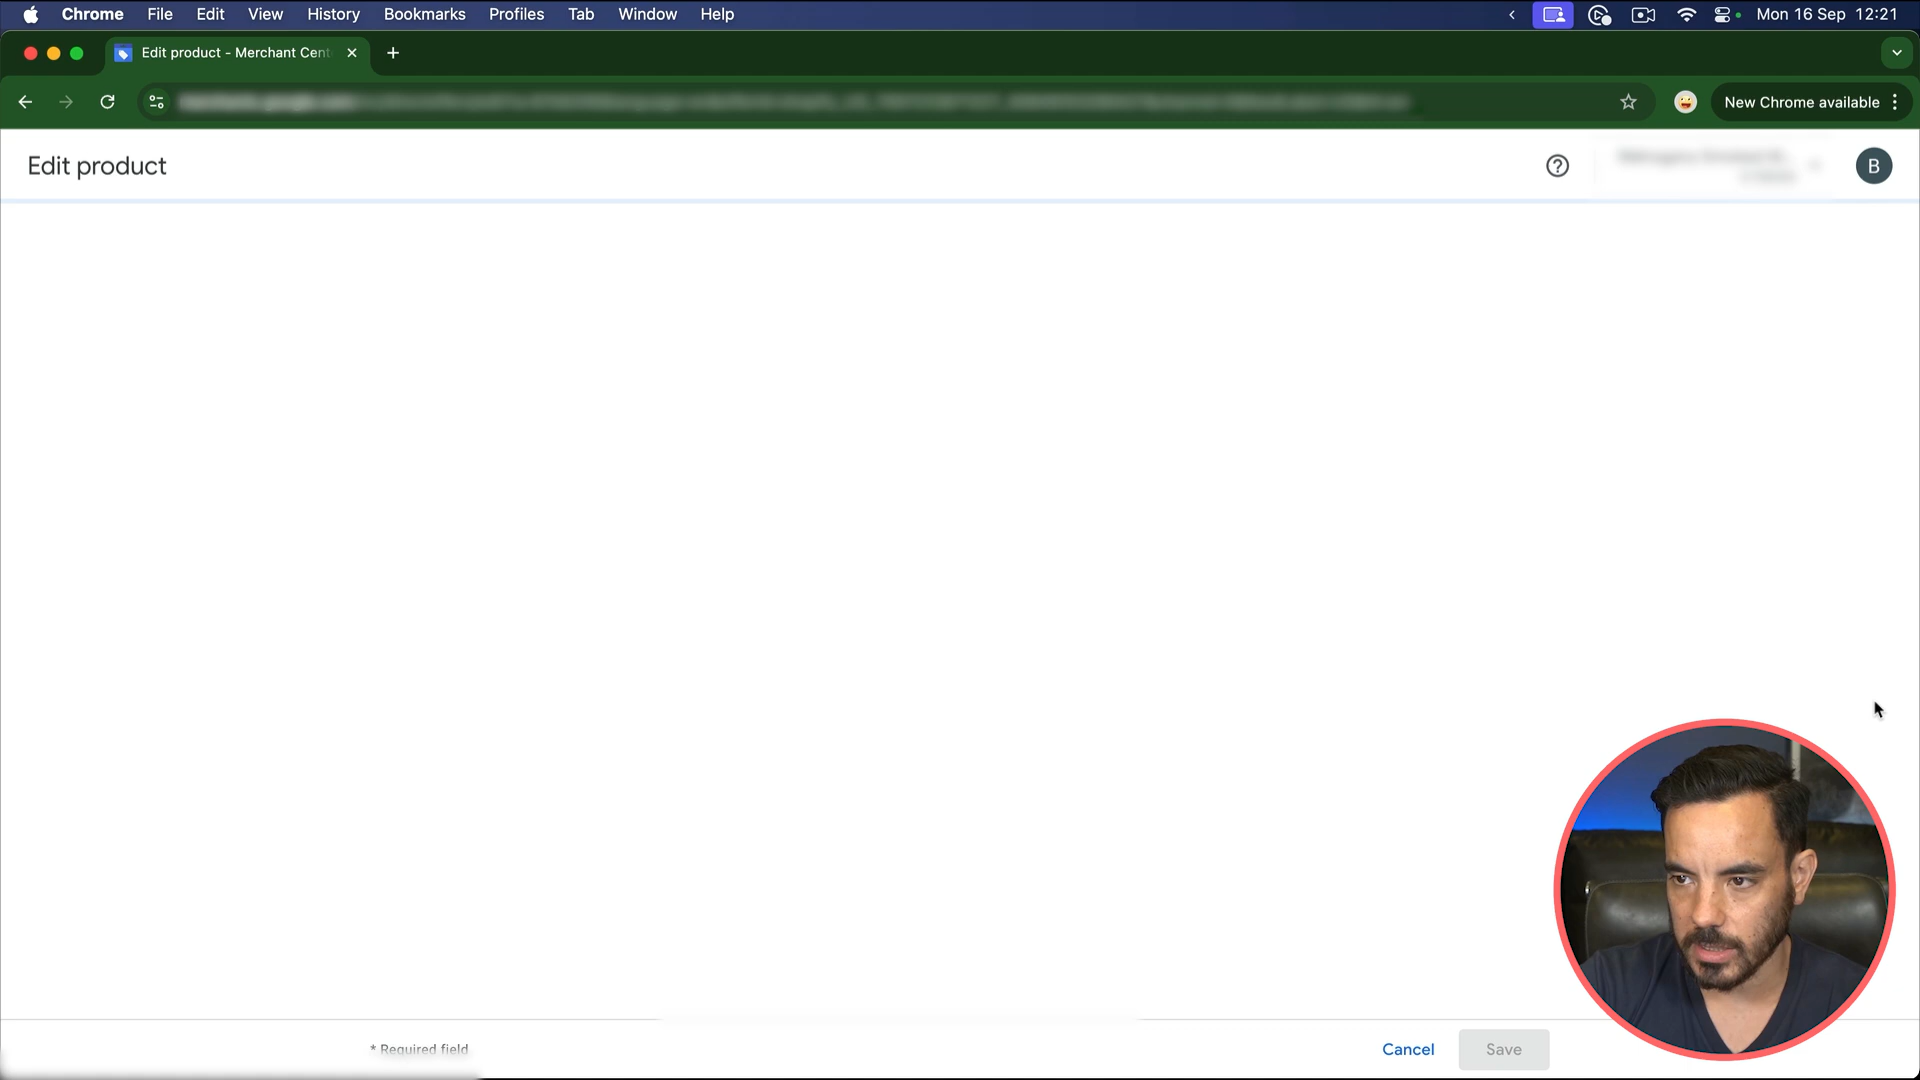 Chrome File Edit View History Bookmarks Profiles Tab Window Help Mon 16 Sep 12:21
Edit product - Merchant Cent
New Chrome available
Edit product
B
* Required field
Cancel
Save